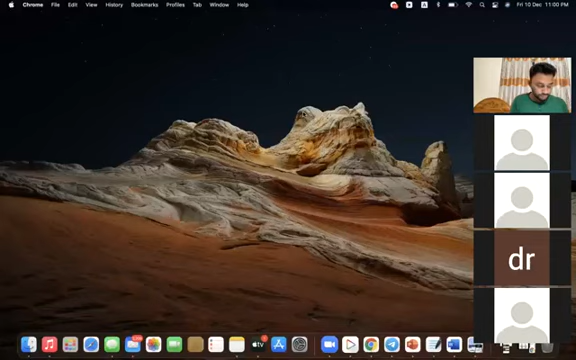 Chrome File Edit View History Bookmarks Profiles Tab Window Help Fri 10 Dec 11:00 PM
dr